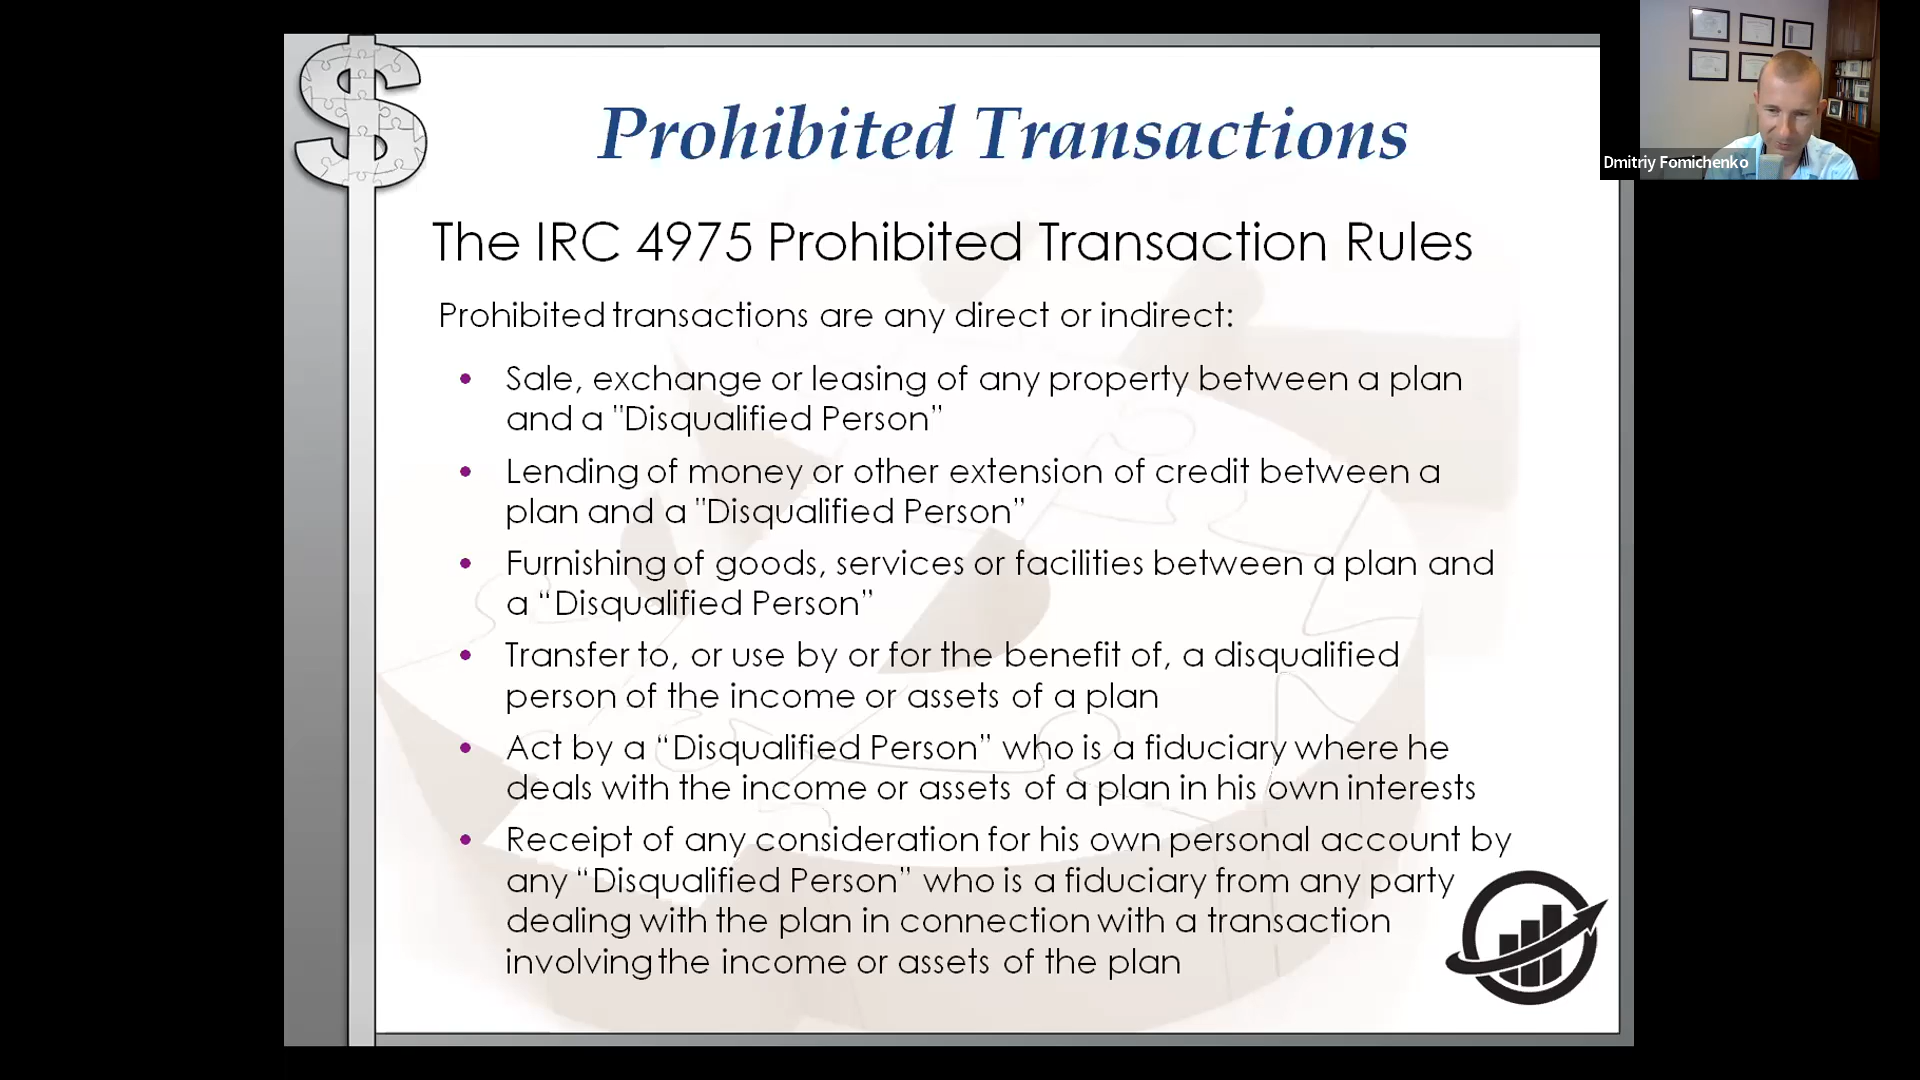 Prohibited Transactions
Dmitriy Fomichenko
The IRC 4975 Prohibited Transaction Rules
Prohibited transactions are any direct or indirect:
• Sale, exchange or leasing of any property between a plan
and a "Disqualified Person"
• Lending of money or other extension of credit between a
plan and a "Disqualified Person"
• Furnishing of goods, services or facilities between a plan and
a “Disqualified Person”
• Transfer to, or use by or for the benefit of, a disqualified
person of the income or assets of a plan
• Act by a “Disqualified Person” who is a fiduciary where he
deals with the income or assets of a plan in his own interests
• Receipt of any consideration for his own personal account by
any “Disqualified Person” who is a fiduciary from any party
dealing with the plan in connection with a transaction
involving the income or assets of the plan